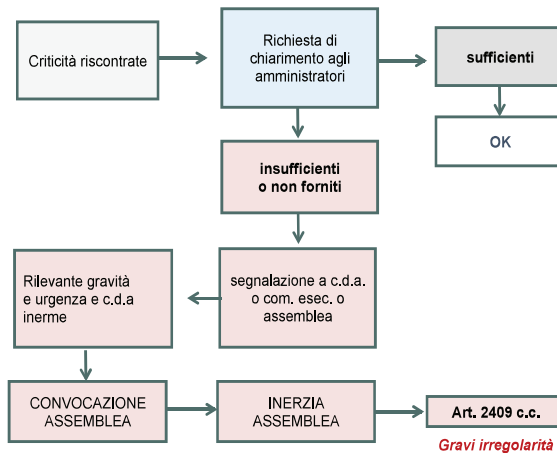 Criticità riscontrate
Richiesta di
chiarimento agli
amministratori
sufficienti
OK
insufficienti
o non forniti
segnalazione a c.d.a.
o com. esec. o
assemblea
Rilevante gravità
e urgenza e c.d.a
inerme
CONVOCAZIONE
ASSEMBLEA
INERZIA
ASSEMBLEA
Art. 2409 c.c.
Gravi irregolarità